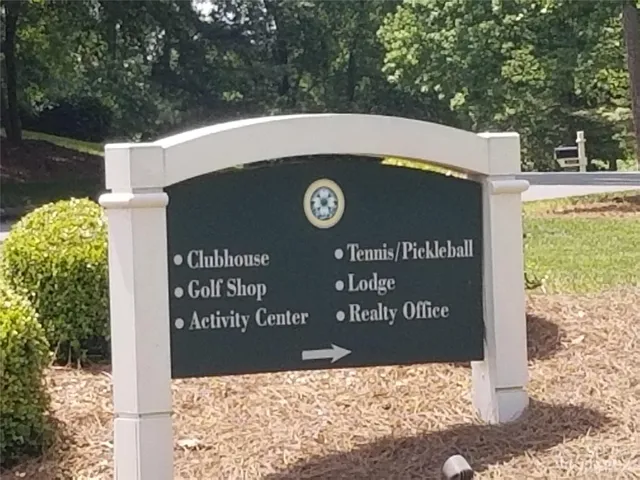 • Clubhouse
• Golf Shop
• Activity Center
• Tennis/Pickleball
• Lodge
• Realty Office